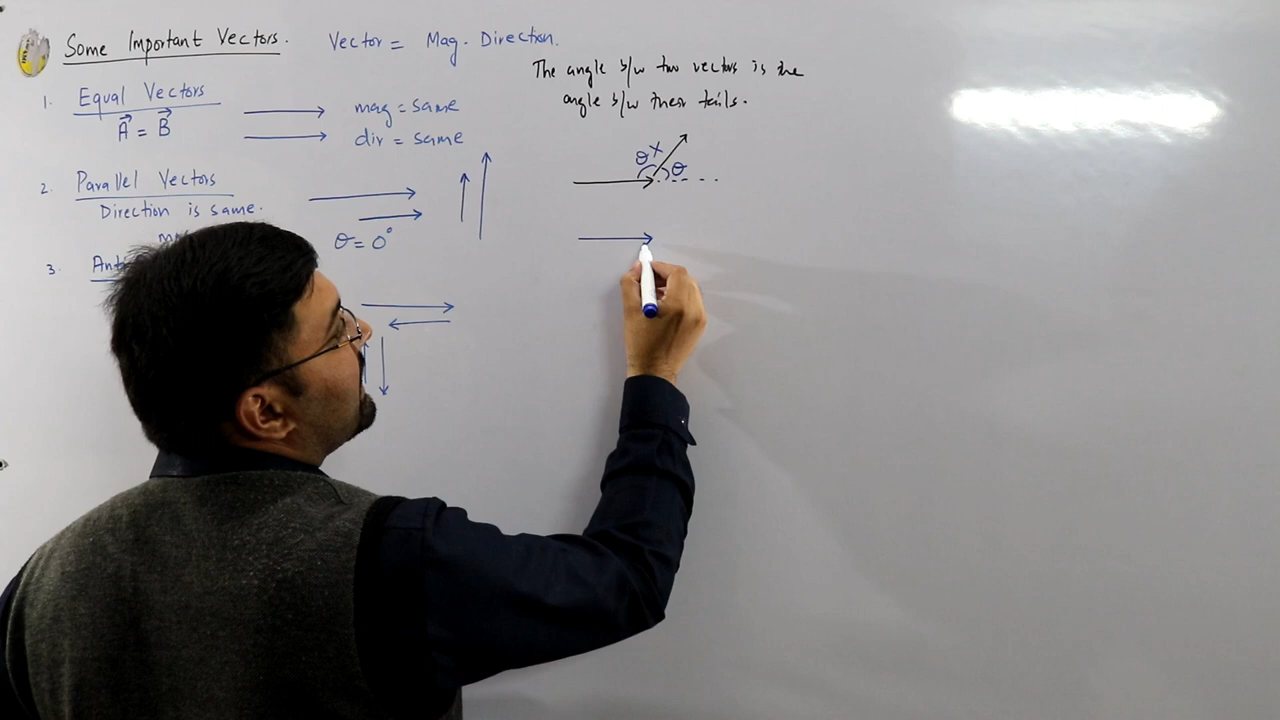 Some Important Vectors. Vector = Mag. Direction.
The angle b/w two vectors is the
angle b/w their tails.
1. Equal Vectors
A⃗ = B⃗
mag = same
dir = same
θ x θ
2. Parallel Vectors
Direction is same.
θ = 0°
3.